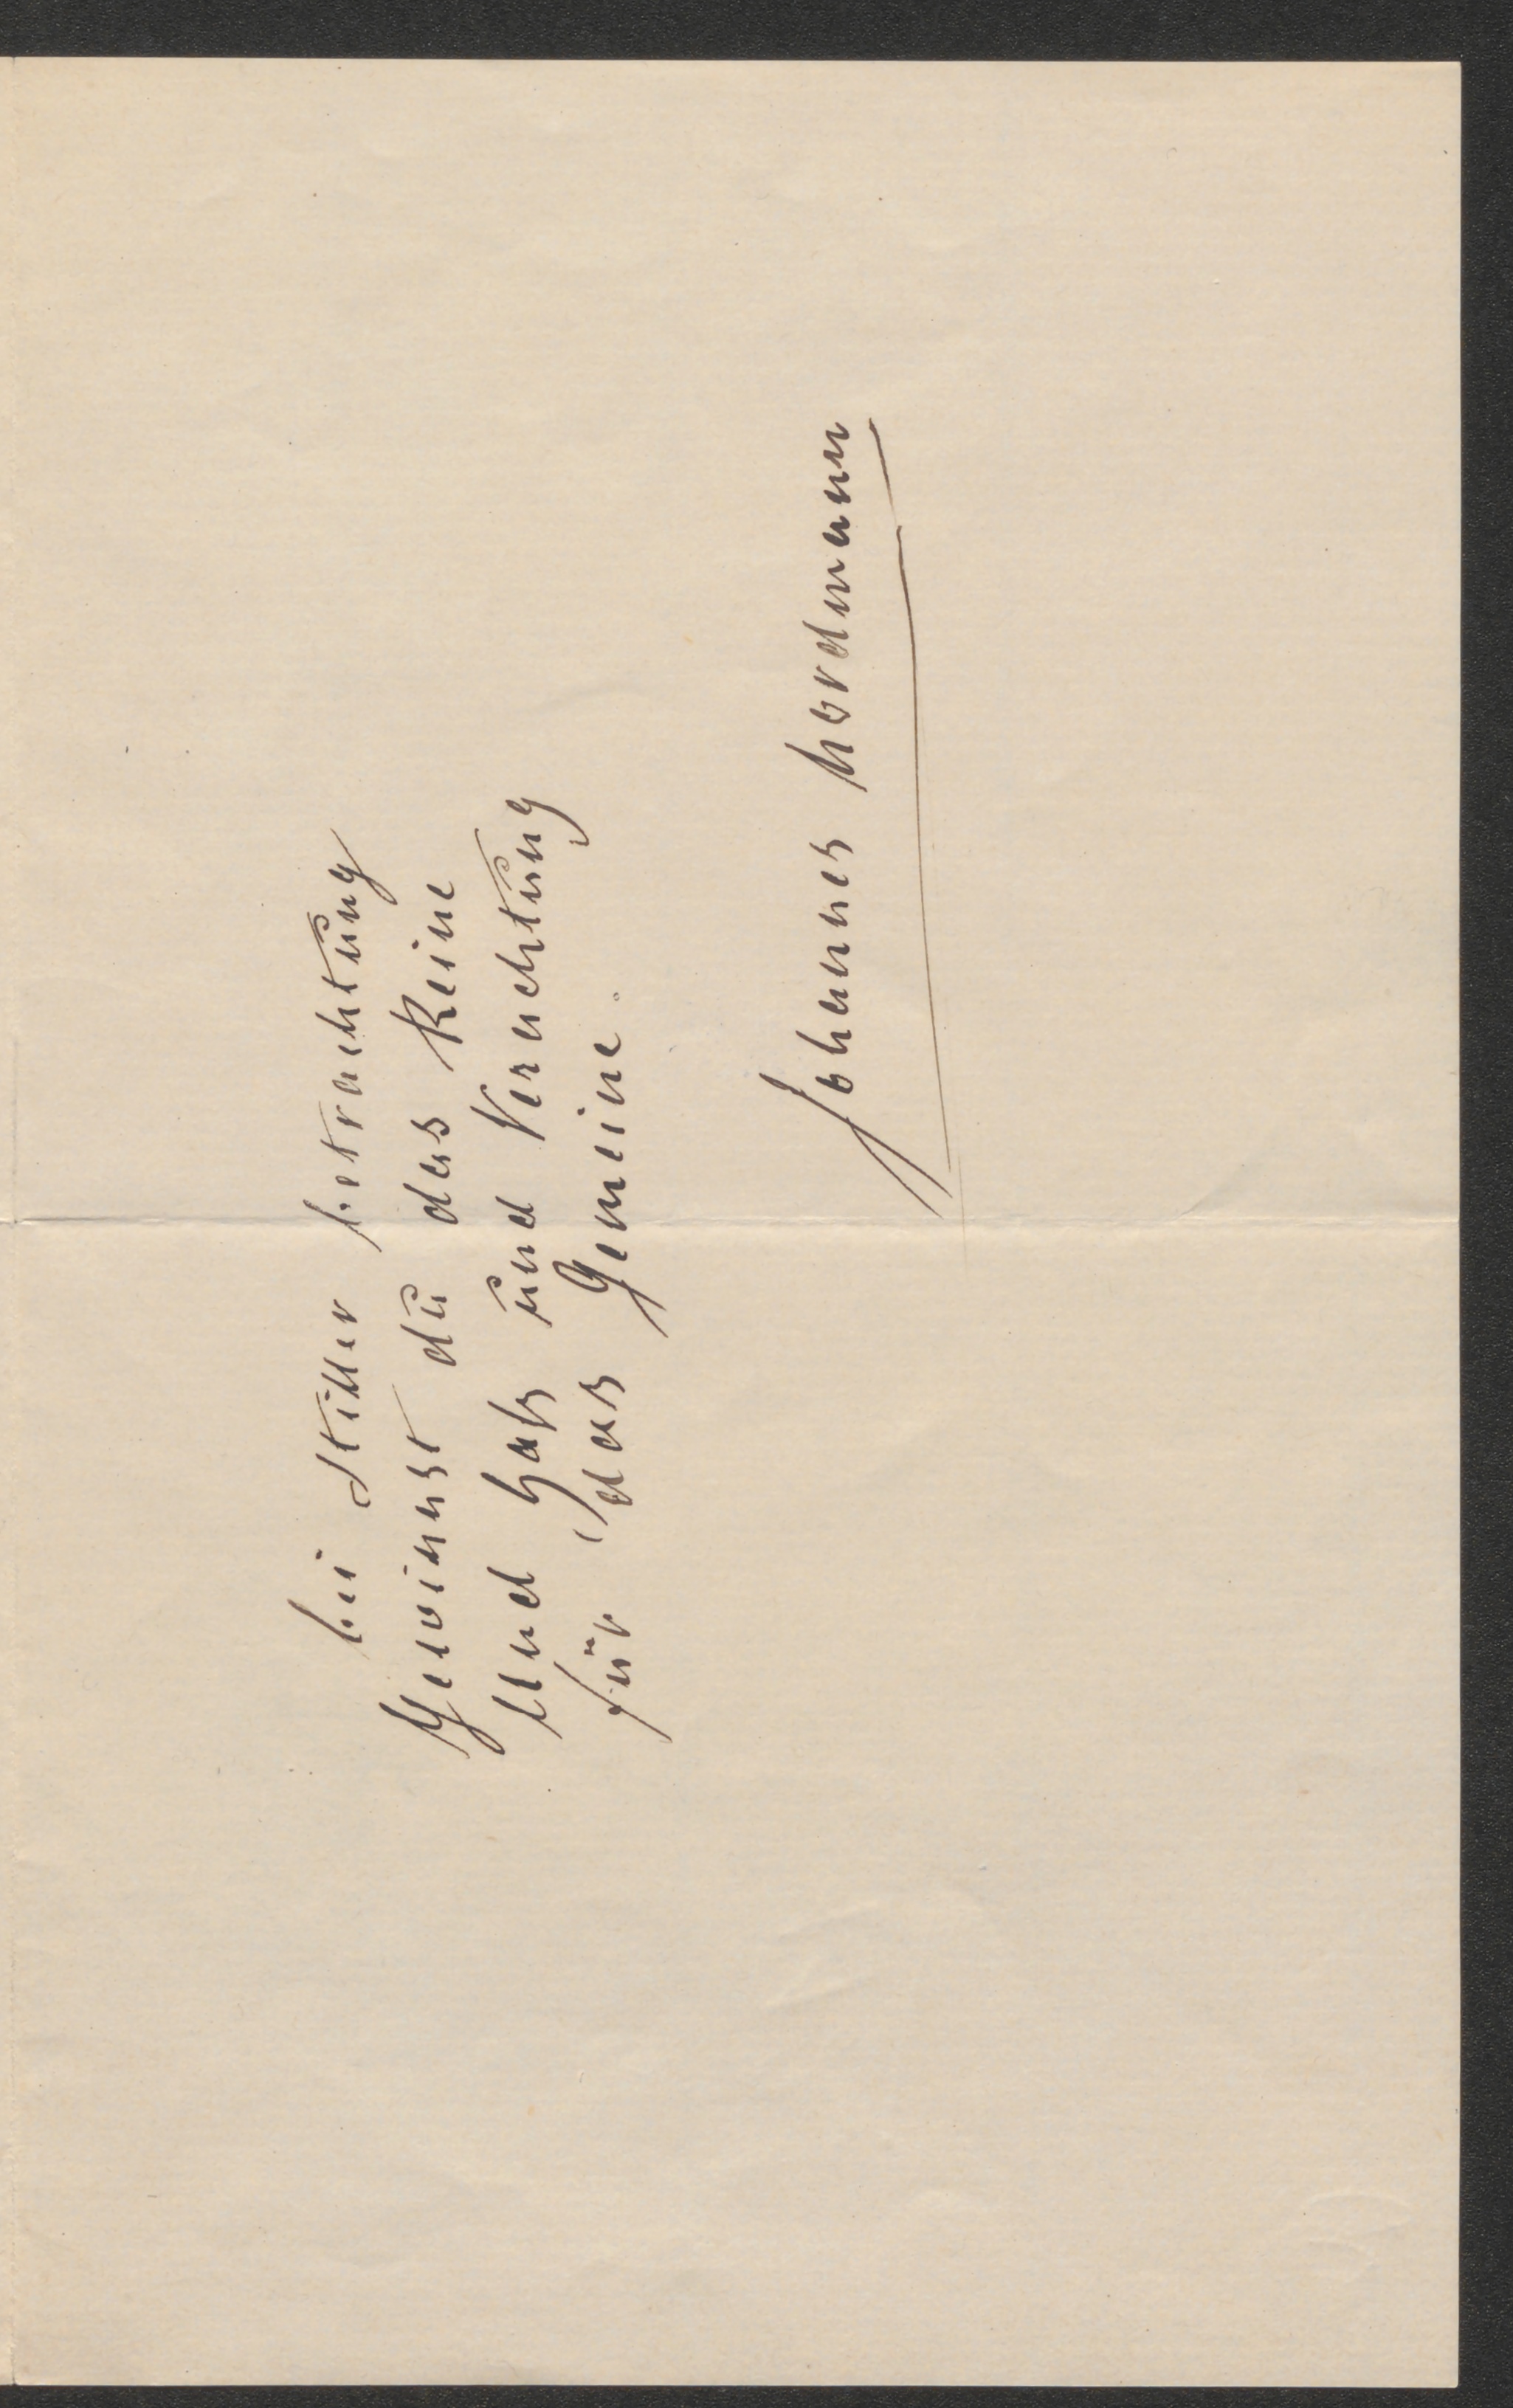 bei stiller betrachtung
Gewinnst du das Reine
Und Haß und Verachtung
für das Gemeine.
Johannes Nordmann